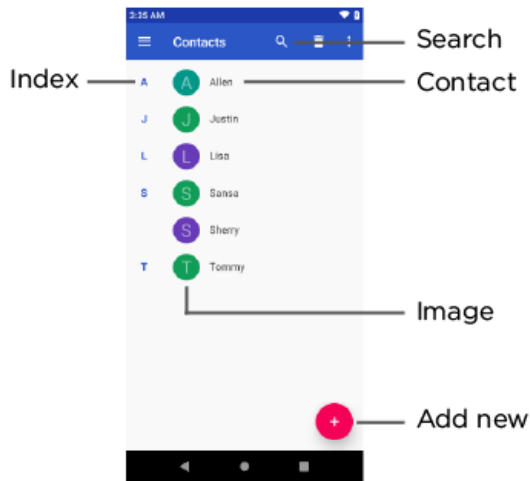 3:35 AM
Contacts
Search
Index
A
A
Allen
Contact
J
J
Justin
L
L
Lisa
S
S
Sansa
S
Sherry
T
T
Tommy
Image
+
Add new